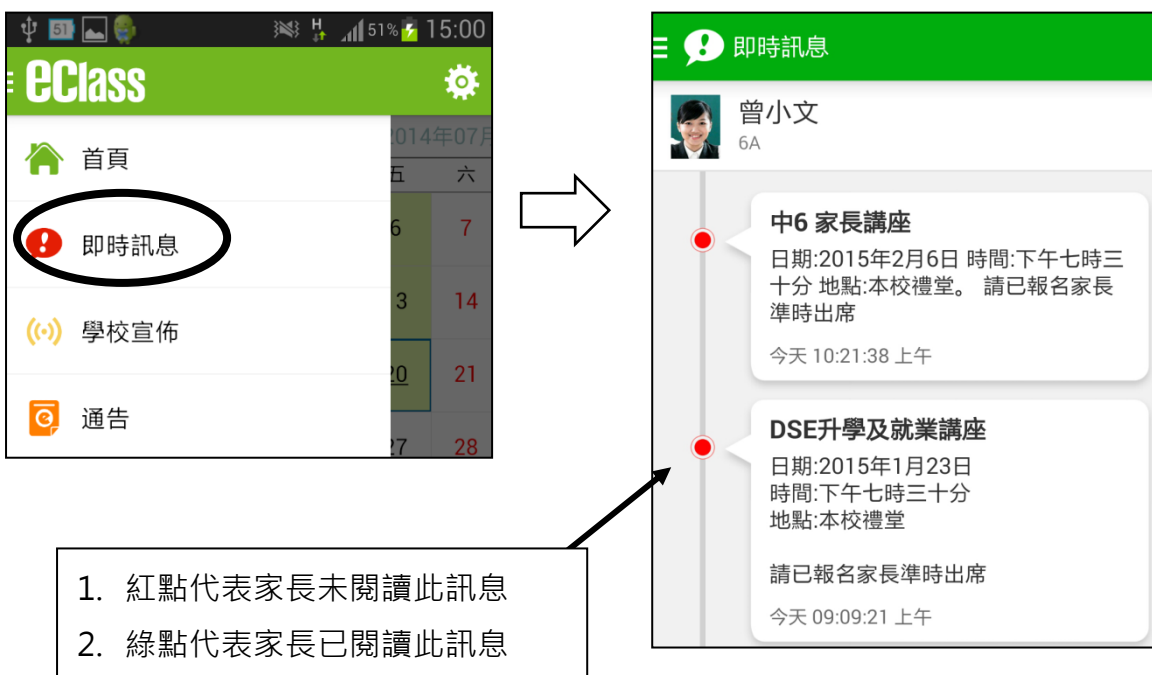 51
51%
15:00
eClass
2014年07月
五
六
首頁
6
7
即時訊息
3
14
學校宣佈
20
21
通告
27
28
即時訊息
曾小文
6A
中6 家長講座
日期:2015年2月6日 時間:下午七時三
十分 地點:本校禮堂。 請已報名家長
準時出席
今天 10:21:38 上午
DSE升學及就業講座
日期:2015年1月23日
時間:下午七時三十分
地點:本校禮堂
請已報名家長準時出席
今天 09:09:21 上午
1. 紅點代表家長未閱讀此訊息
2. 綠點代表家長已閱讀此訊息